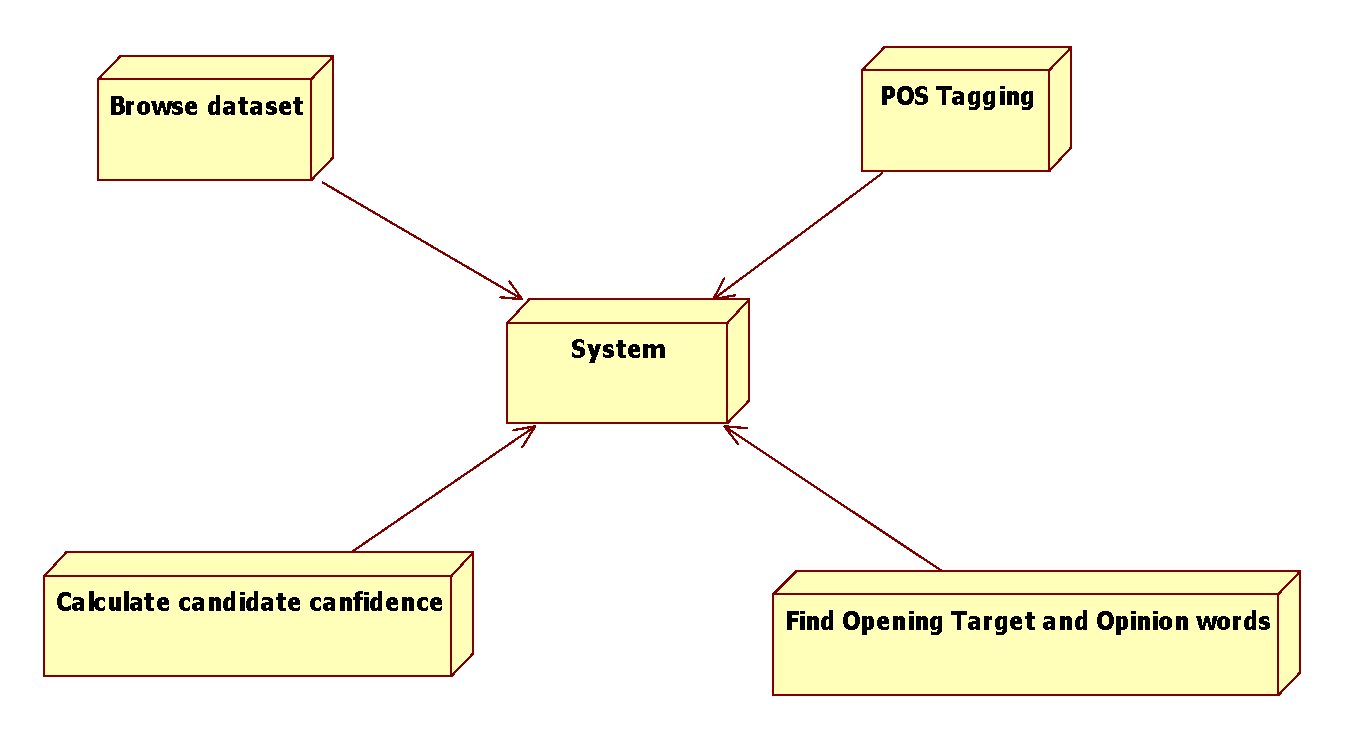 Browse dataset
POS Tagging
System
Calculate candidate canfidence
Find Opening Target and Opinion words